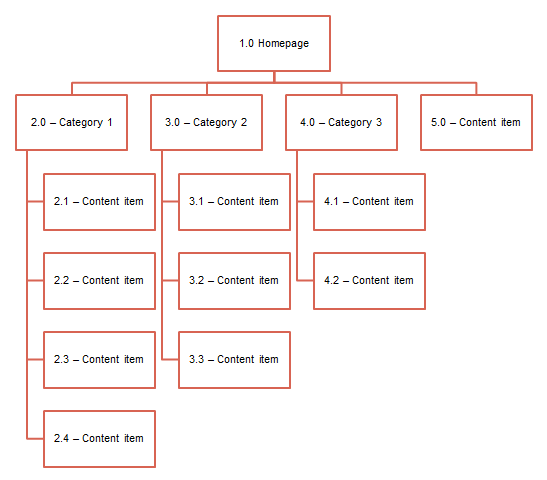 1.0 Homepage
2.0 – Category 1
3.0 – Category 2
4.0 – Category 3
5.0 – Content item
2.1 – Content item
3.1 – Content item
4.1 – Content item
2.2 – Content item
3.2 – Content item
4.2 – Content item
2.3 – Content item
3.3 – Content item
2.4 – Content item